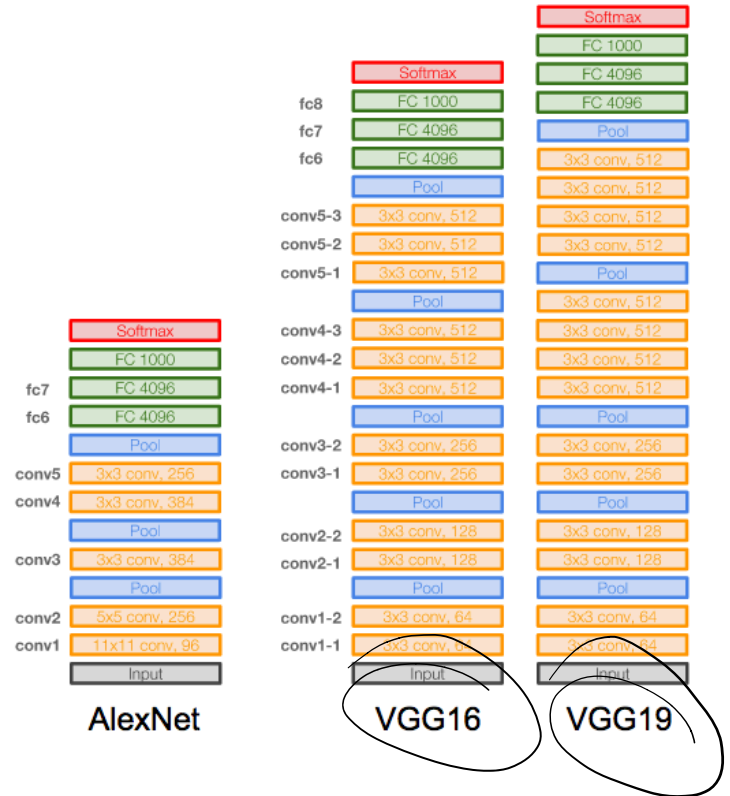 Softmax
FC 1000
fc7 FC 4096
fc6 FC 4096
Pool
conv5 3x3 conv, 256
conv4 3x3 conv, 384
Pool
conv3 3x3 conv, 384
Pool
conv2 5x5 conv, 256
conv1 11x11 conv, 96
Input
AlexNet
Softmax
fc8 FC 1000
fc7 FC 4096
fc6 FC 4096
Pool
conv5-3 3x3 conv, 512
conv5-2 3x3 conv, 512
conv5-1 3x3 conv, 512
Pool
conv4-3 3x3 conv, 512
conv4-2 3x3 conv, 512
conv4-1 3x3 conv, 512
Pool
conv3-2 3x3 conv, 256
conv3-1 3x3 conv, 256
Pool
conv2-2 3x3 conv, 128
conv2-1 3x3 conv, 128
Pool
conv1-2 3x3 conv, 64
conv1-1 3x3 conv, 64
Input
VGG16
Softmax
FC 1000
FC 4096
FC 4096
Pool
3x3 conv, 512
3x3 conv, 512
3x3 conv, 512
3x3 conv, 512
Pool
3x3 conv, 512
3x3 conv, 512
3x3 conv, 512
3x3 conv, 512
Pool
3x3 conv, 256
3x3 conv, 256
Pool
3x3 conv, 128
3x3 conv, 128
Pool
3x3 conv, 64
3x3 conv, 64
Input
VGG19